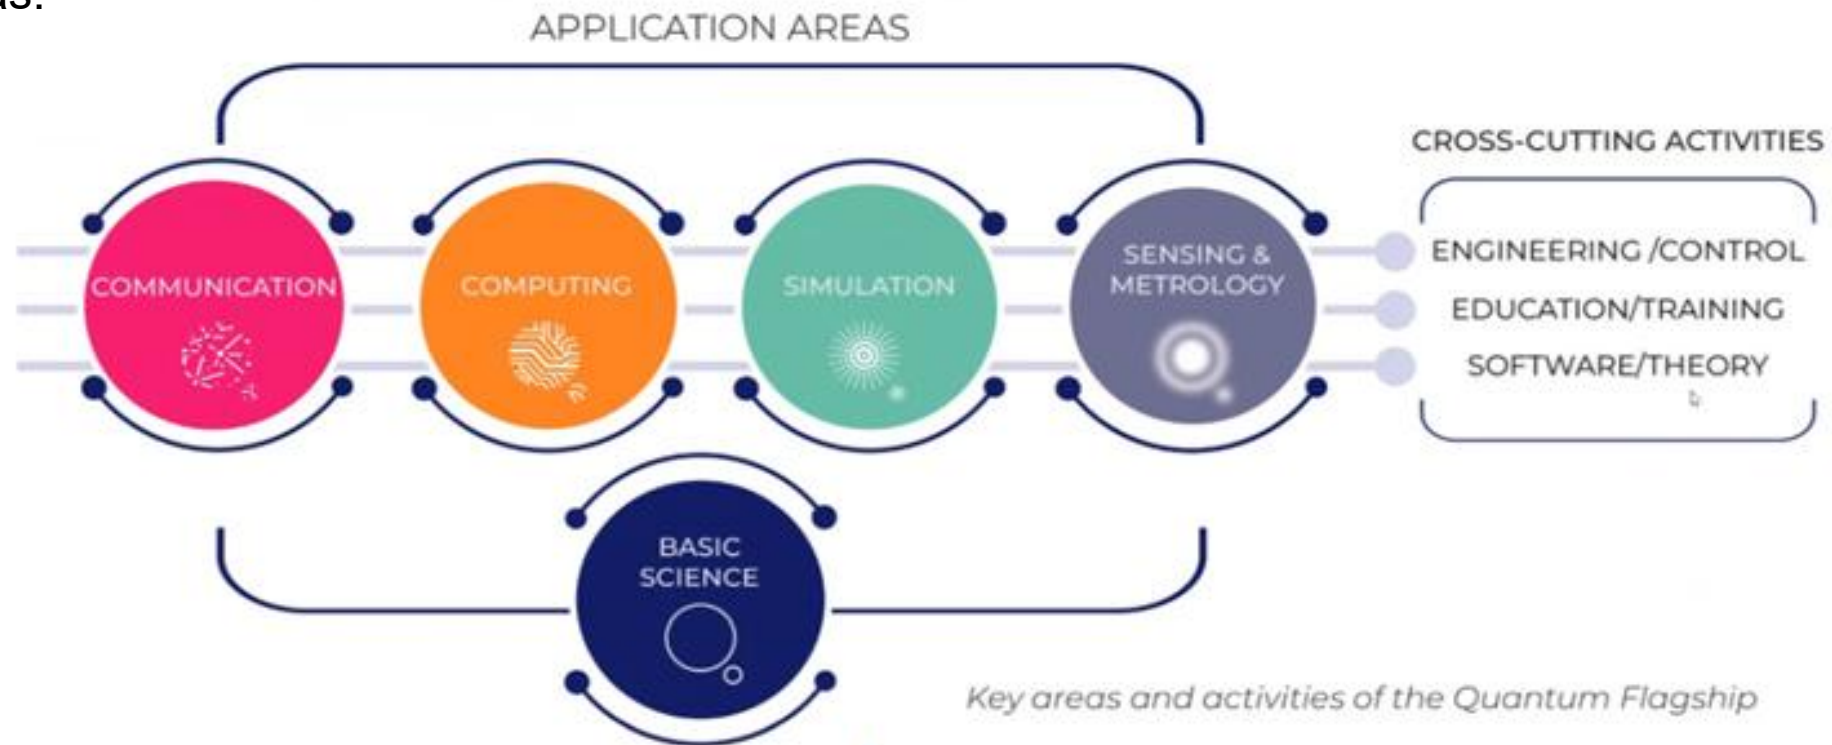 as.
APPLICATION AREAS
CROSS-CUTTING ACTIVITIES
COMMUNICATION
COMPUTING
SIMULATION
SENSING &
METROLOGY
ENGINEERING /CONTROL
EDUCATION/TRAINING
SOFTWARE/THEORY
BASIC
SCIENCE
Key areas and activities of the Quantum Flagship